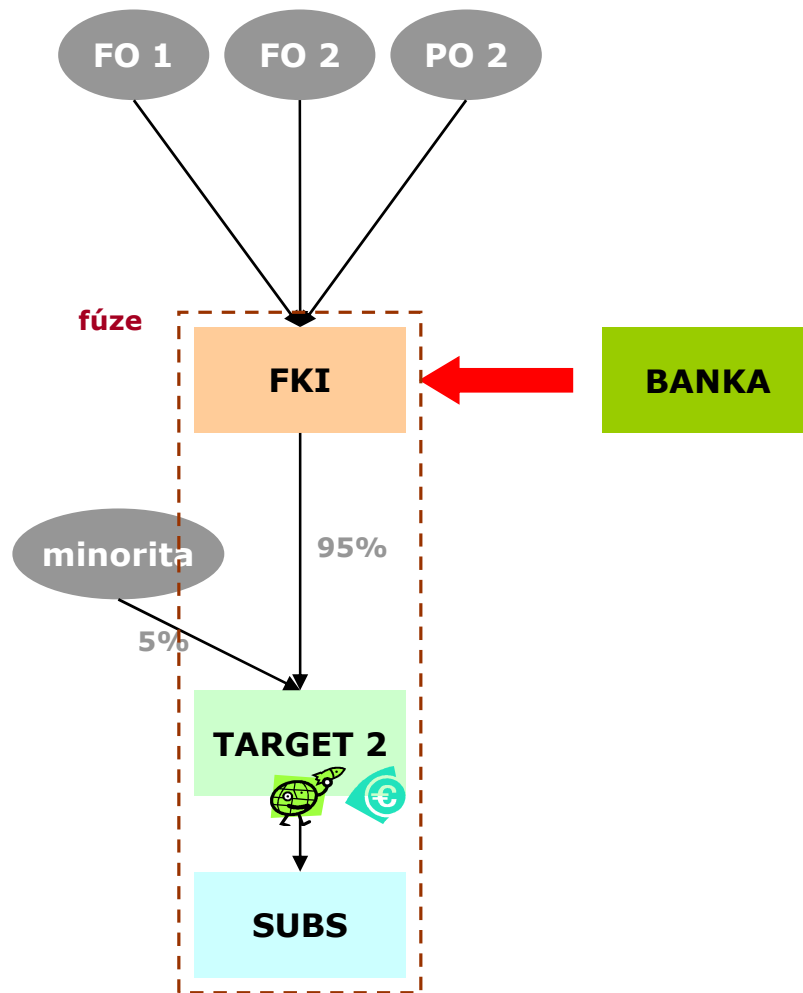 FO 1
FO 2
PO 2
fúze
FKI
BANKA
minorita
95%
5%
TARGET 2
€
SUBS